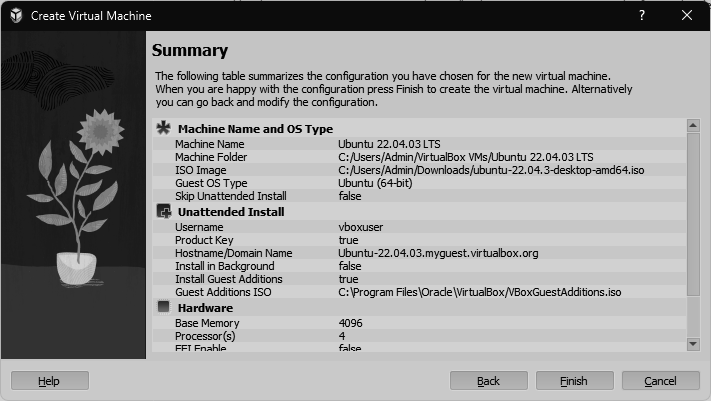 Create Virtual Machine
?
Summary
The following table summarizes the configuration you have chosen for the new virtual machine.
When you are happy with the configuration press Finish to create the virtual machine. Alternatively
you can go back and modify the configuration.
Machine Name and OS Type
Machine Name Ubuntu 22.04.03 LTS
Machine Folder C:/Users/Admin/VirtualBox VMs/Ubuntu 22.04.03 LTS
ISO Image C:/Users/Admin/Downloads/ubuntu-22.04.3-desktop-amd64.iso
Guest OS Type Ubuntu (64-bit)
Skip Unattended Install false
Unattended Install
Username vboxuser
Product Key true
Hostname/Domain Name Ubuntu-22.04.03.myguest.virtualbox.org
Install in Background false
Install Guest Additions true
Guest Additions ISO C:\Program Files\Oracle\VirtualBox/VBoxGuestAdditions.iso
Hardware
Base Memory 4096
Processor(s) 4
EFI Enable false
Help Back Finish Cancel